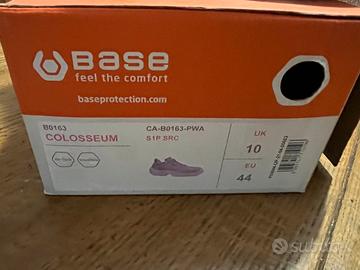 BASE
feel the comfort
baseprotection.com
B0163
COLOSSEUM
CA-B0163-PWA
S1P SRC
UK
10
EU
44
subito